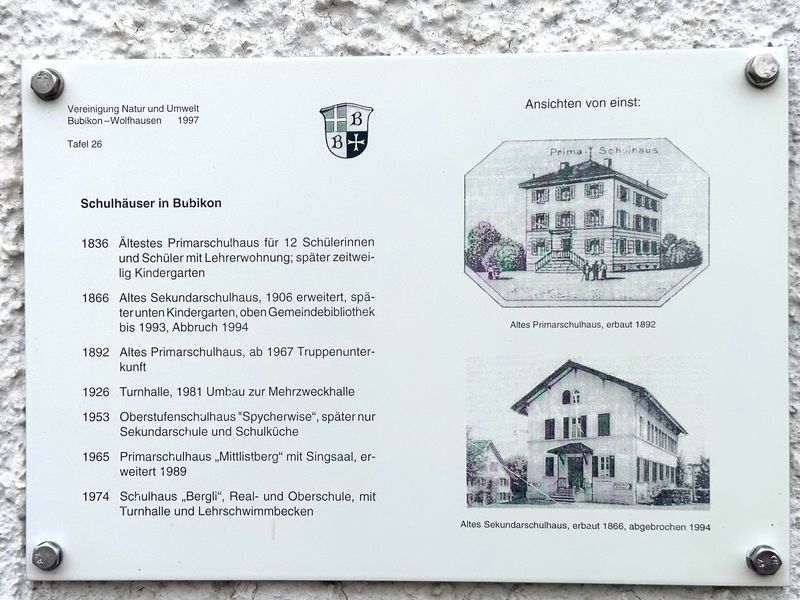 Vereinigung Natur und Umwelt
Bubikon–Wolfhausen 1997
Tafel 26
B
B
Schulhäuser in Bubikon
1836 Ältestes Primarschulhaus für 12 Schülerinnen
und Schüler mit Lehrerwohnung; später zeitwei-
lig Kindergarten
1866 Altes Sekundarschulhaus, 1906 erweitert, spä-
ter unten Kindergarten, oben Gemeindebibliothek
bis 1993, Abbruch 1994
1892 Altes Primarschulhaus, ab 1967 Truppenunter-
kunft
1926 Turnhalle, 1981 Umbau zur Mehrzweckhalle
1953 Oberstufenschulhaus "Spycherwise“, später nur
Sekundarschule und Schulküche
1965 Primarschulhaus „Mittlistberg“ mit Singsaal, er-
weitert 1989
1974 Schulhaus „Bergli“, Real- und Oberschule, mit
Turnhalle und Lehrschwimmbecken
Ansichten von einst:
Prima Schulhaus
Altes Primarschulhaus, erbaut 1892
Altes Sekundarschulhaus, erbaut 1866, abgebrochen 1994